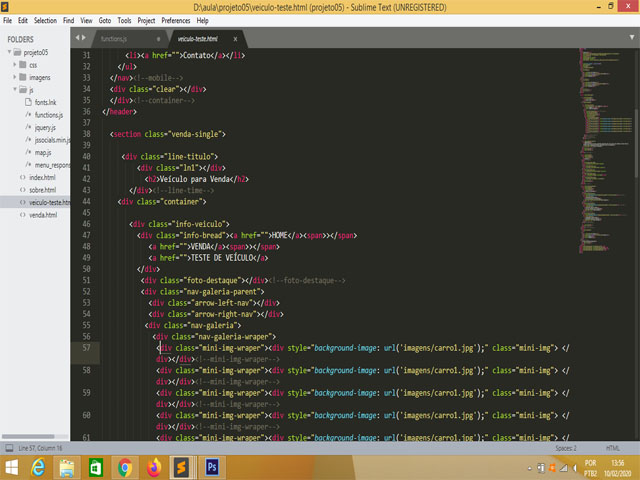 D:\aula\projeto05\veiculo-teste.html (projeto05) - Sublime Text (UNREGISTERED)
File Edit Selection Find View Goto Tools Project Preferences Help
FOLDERS
projeto05
css
imagens
js
fonts.lnk
functions.js
jquery.js
jssocials.min.js
map.js
menu_respons
index.html
sobre.html
veiculo-teste.htm
venda.html
functions.js
veiculo-teste.html
31 <li><a href="">Contato</a></li>
32 </ul>
33 </nav><!--mobile-->
34 <div class="clear"></div>
35 </div><!--container-->
36 </header>
37
38 <section class="venda-single">
39
40 <div class="line-titulo">
41 <div class="ln1"></div>
42 <h2>Veículo para Venda</h2>
43 </div><!--line-time-->
44 <div class="container">
45
46 <div class="info-veiculo">
47 <div class="info-bread"><a href="">HOME</a><span>></span>
48 <a href="">VENDA</a><span>></span>
49 <a href="">TESTE DE VEÍCULO</a>
50 </div>
51 <div class="foto-destaque"></div><!--foto-destaque-->
52 <div class="nav-galeria-parent">
53 <div class="arrow-left-nav"></div>
54 <div class="arrow-right-nav"></div>
55 <div class="nav-galeria">
56 <div class="nav-galeria-wraper">
57 <div class="mini-img-wraper"><div style="background-image: url('imagens/carro1.jpg');" class="mini-img"> </
div></div><!--mini-img-wraper-->
58 <div class="mini-img-wraper"><div style="background-image: url('imagens/carro1.jpg');" class="mini-img"> </
div></div><!--mini-img-wraper-->
59 <div class="mini-img-wraper"><div style="background-image: url('imagens/carro1.jpg');" class="mini-img"> </
div></div><!--mini-img-wraper-->
60 <div class="mini-img-wraper"><div style="background-image: url('imagens/carro1.jpg');" class="mini-img"> </
div></div><!--mini-img-wraper-->
61 <div class="mini-img-wraper"><div style="background-image: url('imagens/carro1.jpg');" class="mini-img"> </
Line 57, Column 16
Spaces: 2
HTML
POR
PTB2
13:56
10/02/2020